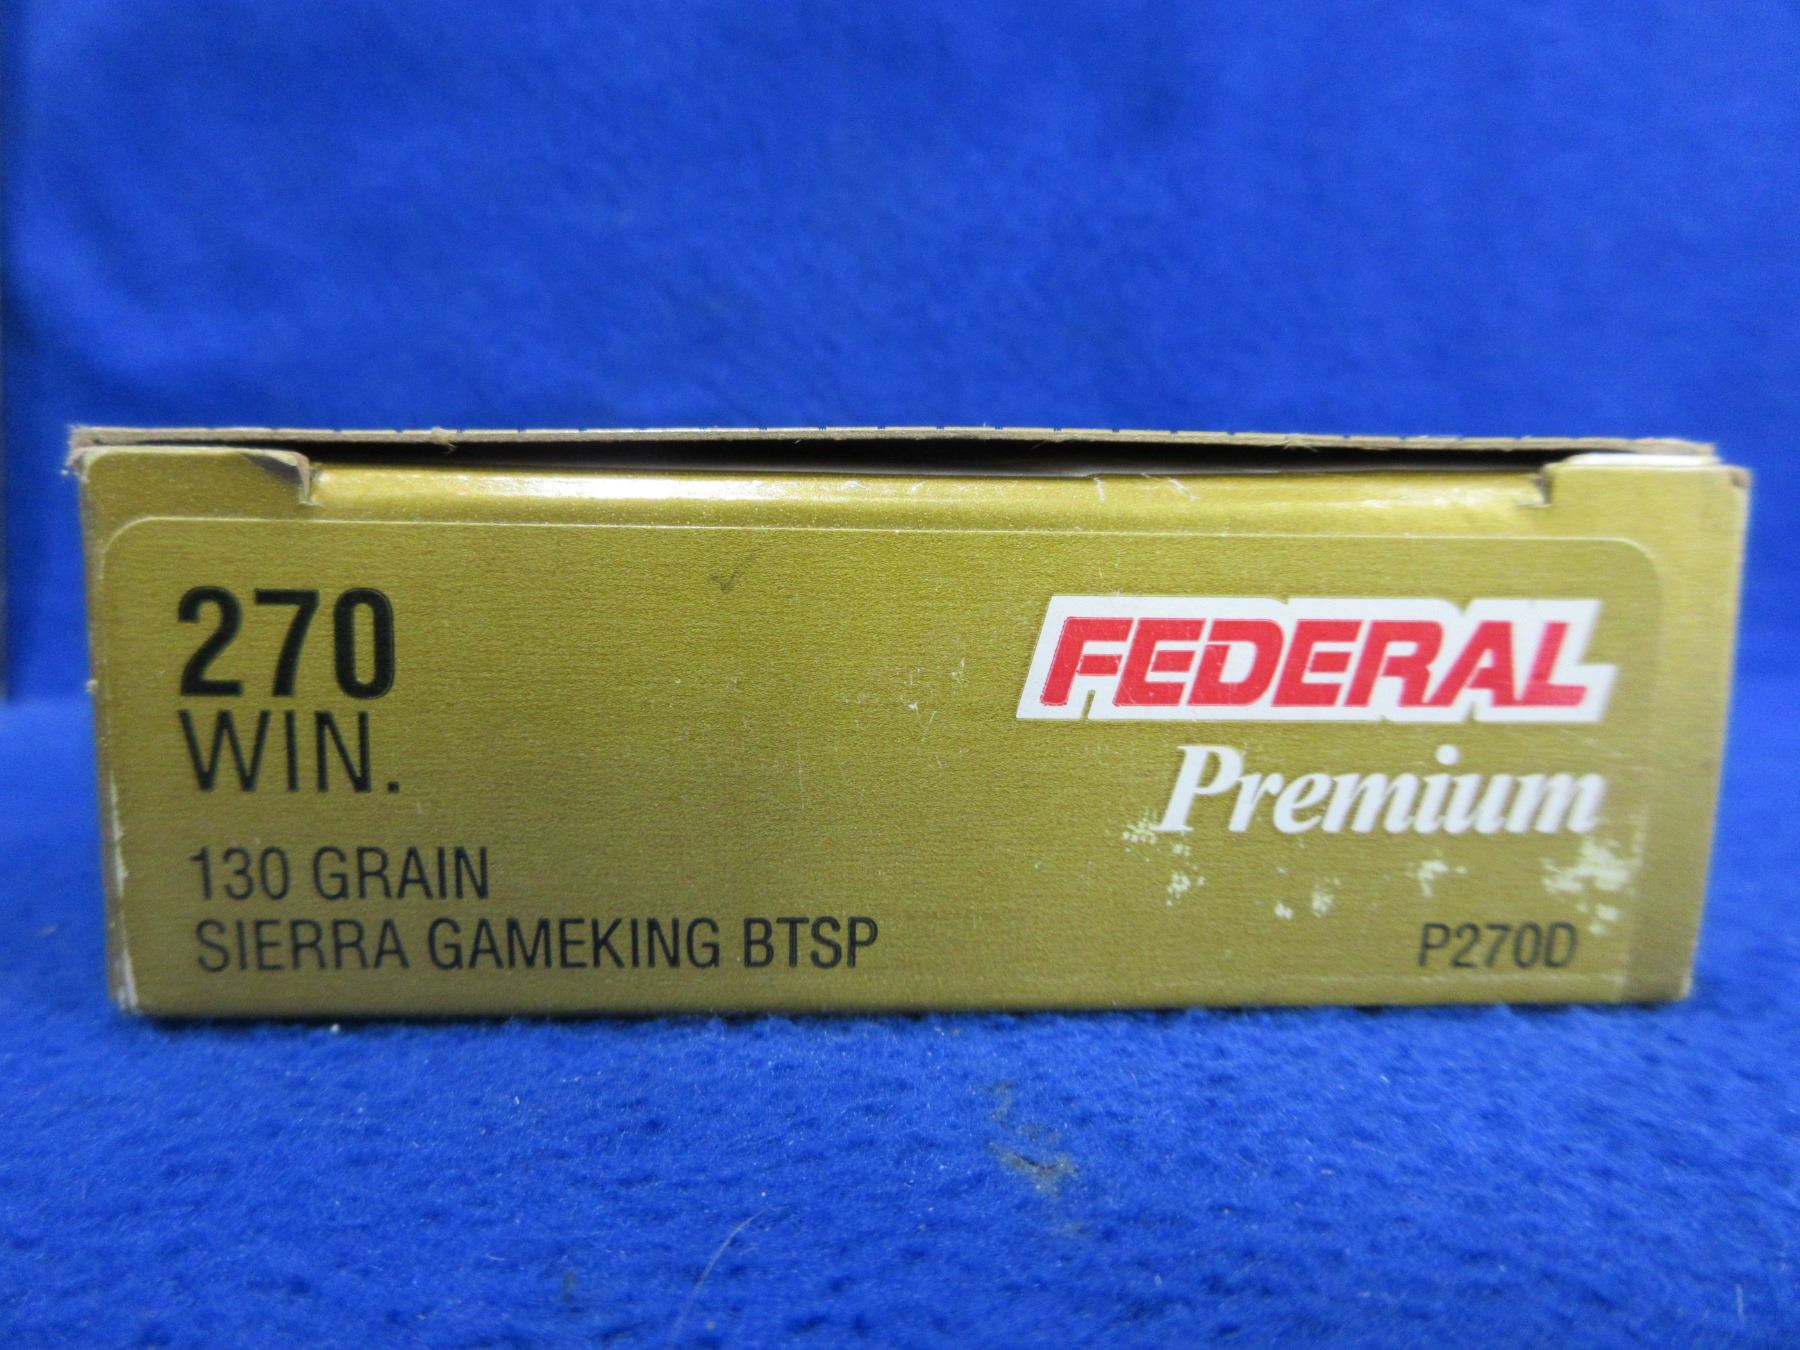 270
WIN.
130 GRAIN
SIERRA GAMEKING BTSP
FEDERAL
Premium
P270D